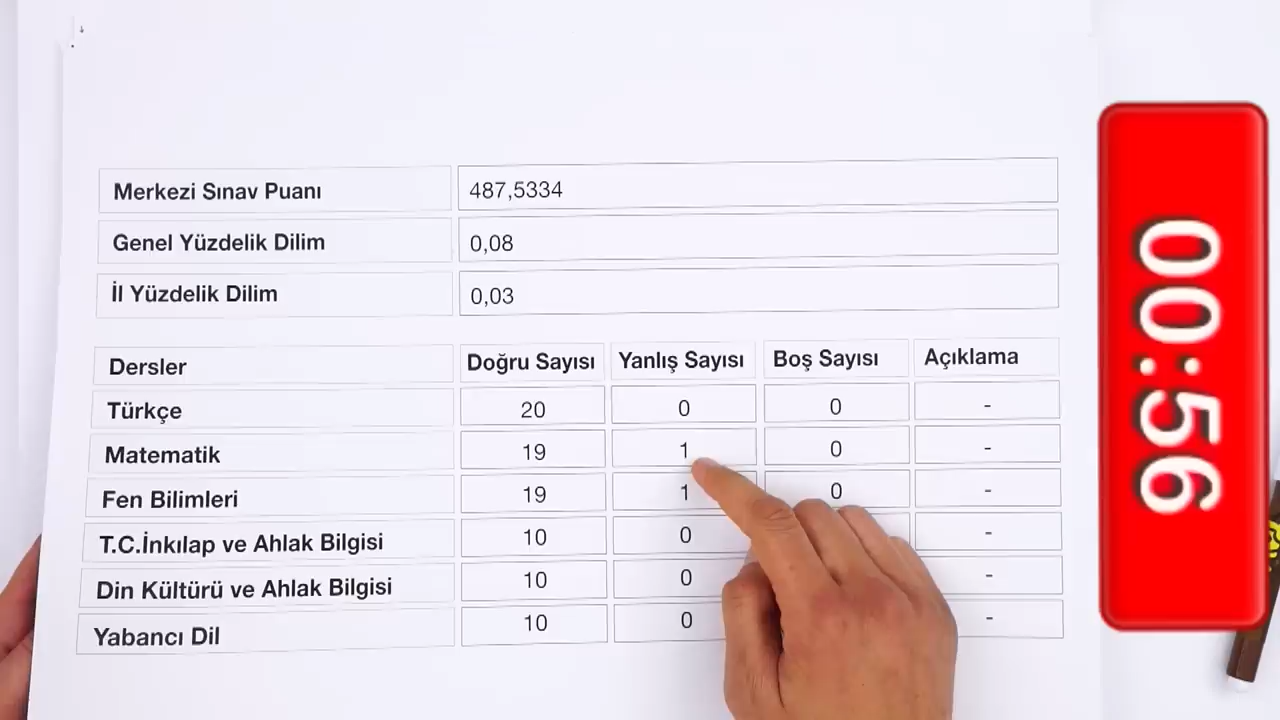 Merkezi Sınav Puanı 487,5334
Genel Yüzdelik Dilim 0,08
İl Yüzdelik Dilim 0,03
Dersler Doğru Sayısı Yanlış Sayısı Boş Sayısı Açıklama
Türkçe 20 0 0 -
Matematik 19 1 0 -
Fen Bilimleri 19 1 0 -
T.C.İnkılap ve Ahlak Bilgisi 10 0 -
Din Kültürü ve Ahlak Bilgisi 10 0 -
Yabancı Dil 10 0 -
00:56